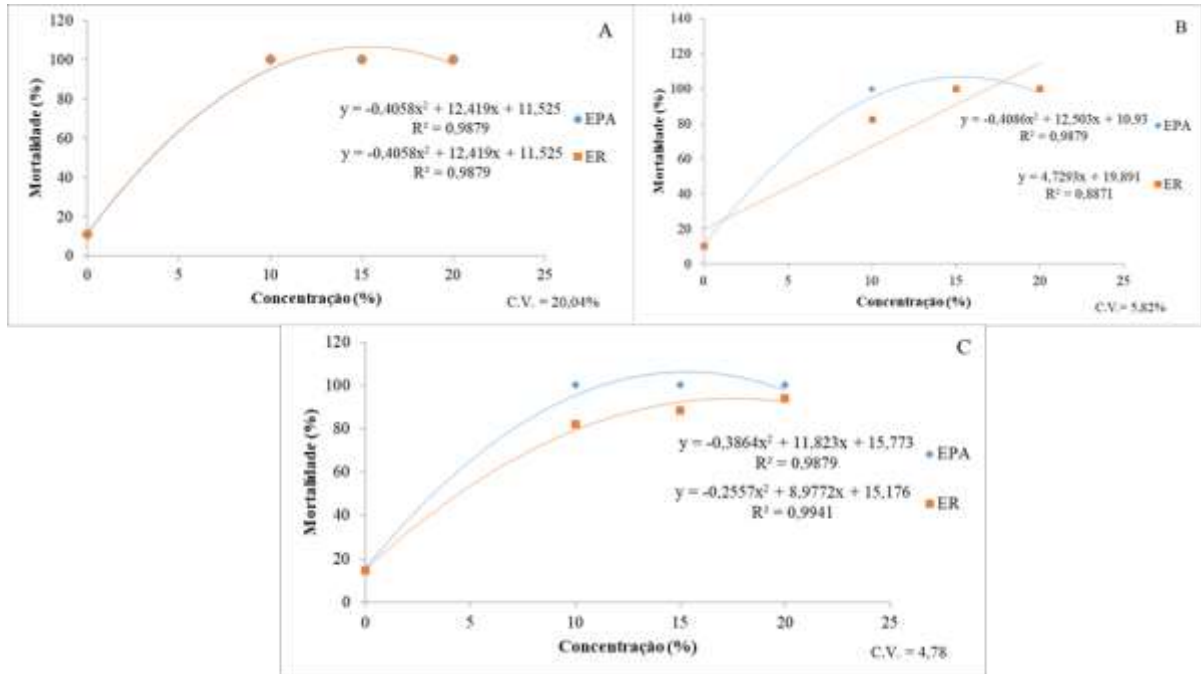 A
120
100
80
60
40
20
0
Mortalidade (%)
y = -0,4058x² + 12,419x + 11,525
R² = 0,9879
EPA
y = -0,4058x² + 12,419x + 11,525
R² = 0,9879
ER
0 5 10 15 20 25
Concentração (%)
C.V. = 20,04%
B
140
120
100
80
60
40
20
0
Mortalidade (%)
y = -0,4086x² + 12,503x + 10,93
R² = 0,9879
EPA
y = 4,7293x + 19,891
R² = 0,8871
ER
0 5 10 15 20 25
Concentração (%)
C.V.= 5,82%
C
120
100
80
60
40
20
0
Mortalidade (%)
y = -0,3864x² + 11,823x + 15,773
R² = 0,9879
EPA
y = -0,2557x² + 8,9772x + 15,176
R² = 0,9941
ER
0 5 10 15 20 25
Concentração (%)
C.V. = 4,78